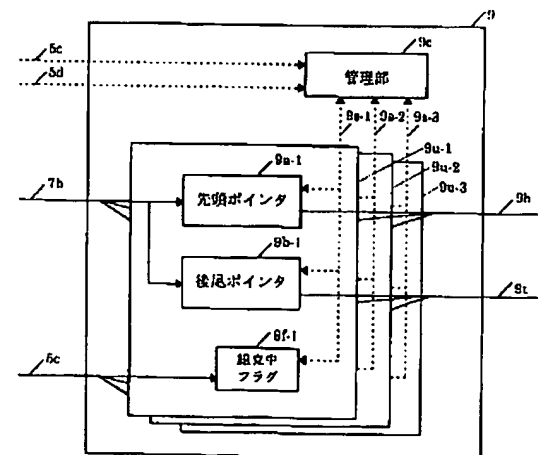 9
5c
5d
9c
管理部
9s-1
9s-2
9s-3
9u-1
9u-2
9u-3
7b
9a-1
先頭ポインタ
9h
9b-1
後尾ポインタ
9t
9f-1
5c
組立中
フラグ